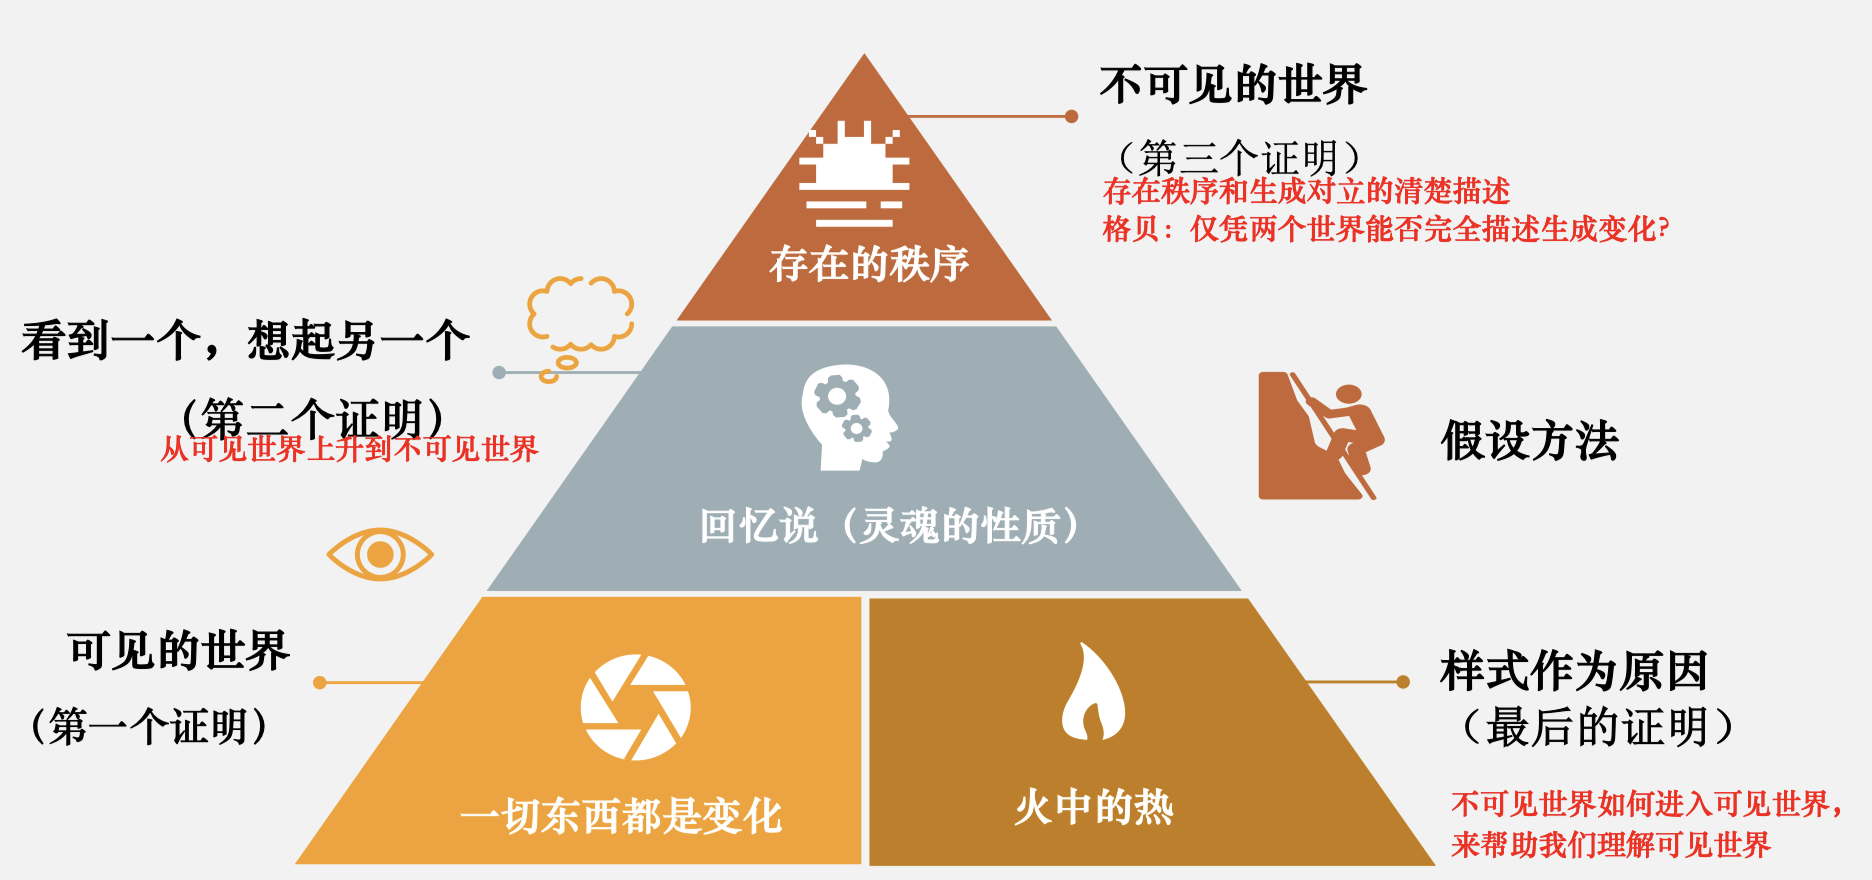 不可见的世界
（第三个证明）
存在秩序和生成对立的清楚描述
格贝：仅凭两个世界能否完全描述生成变化?
存在的秩序
看到一个，想起另一个
（第二个证明）
从可见世界上升到不可见世界
假设方法
回忆说（灵魂的性质）
可见的世界
（第一个证明）
样式作为原因
（最后的证明）
一切东西都是变化
火中的热
不可见世界如何进入可见世界，
来帮助我们理解可见世界